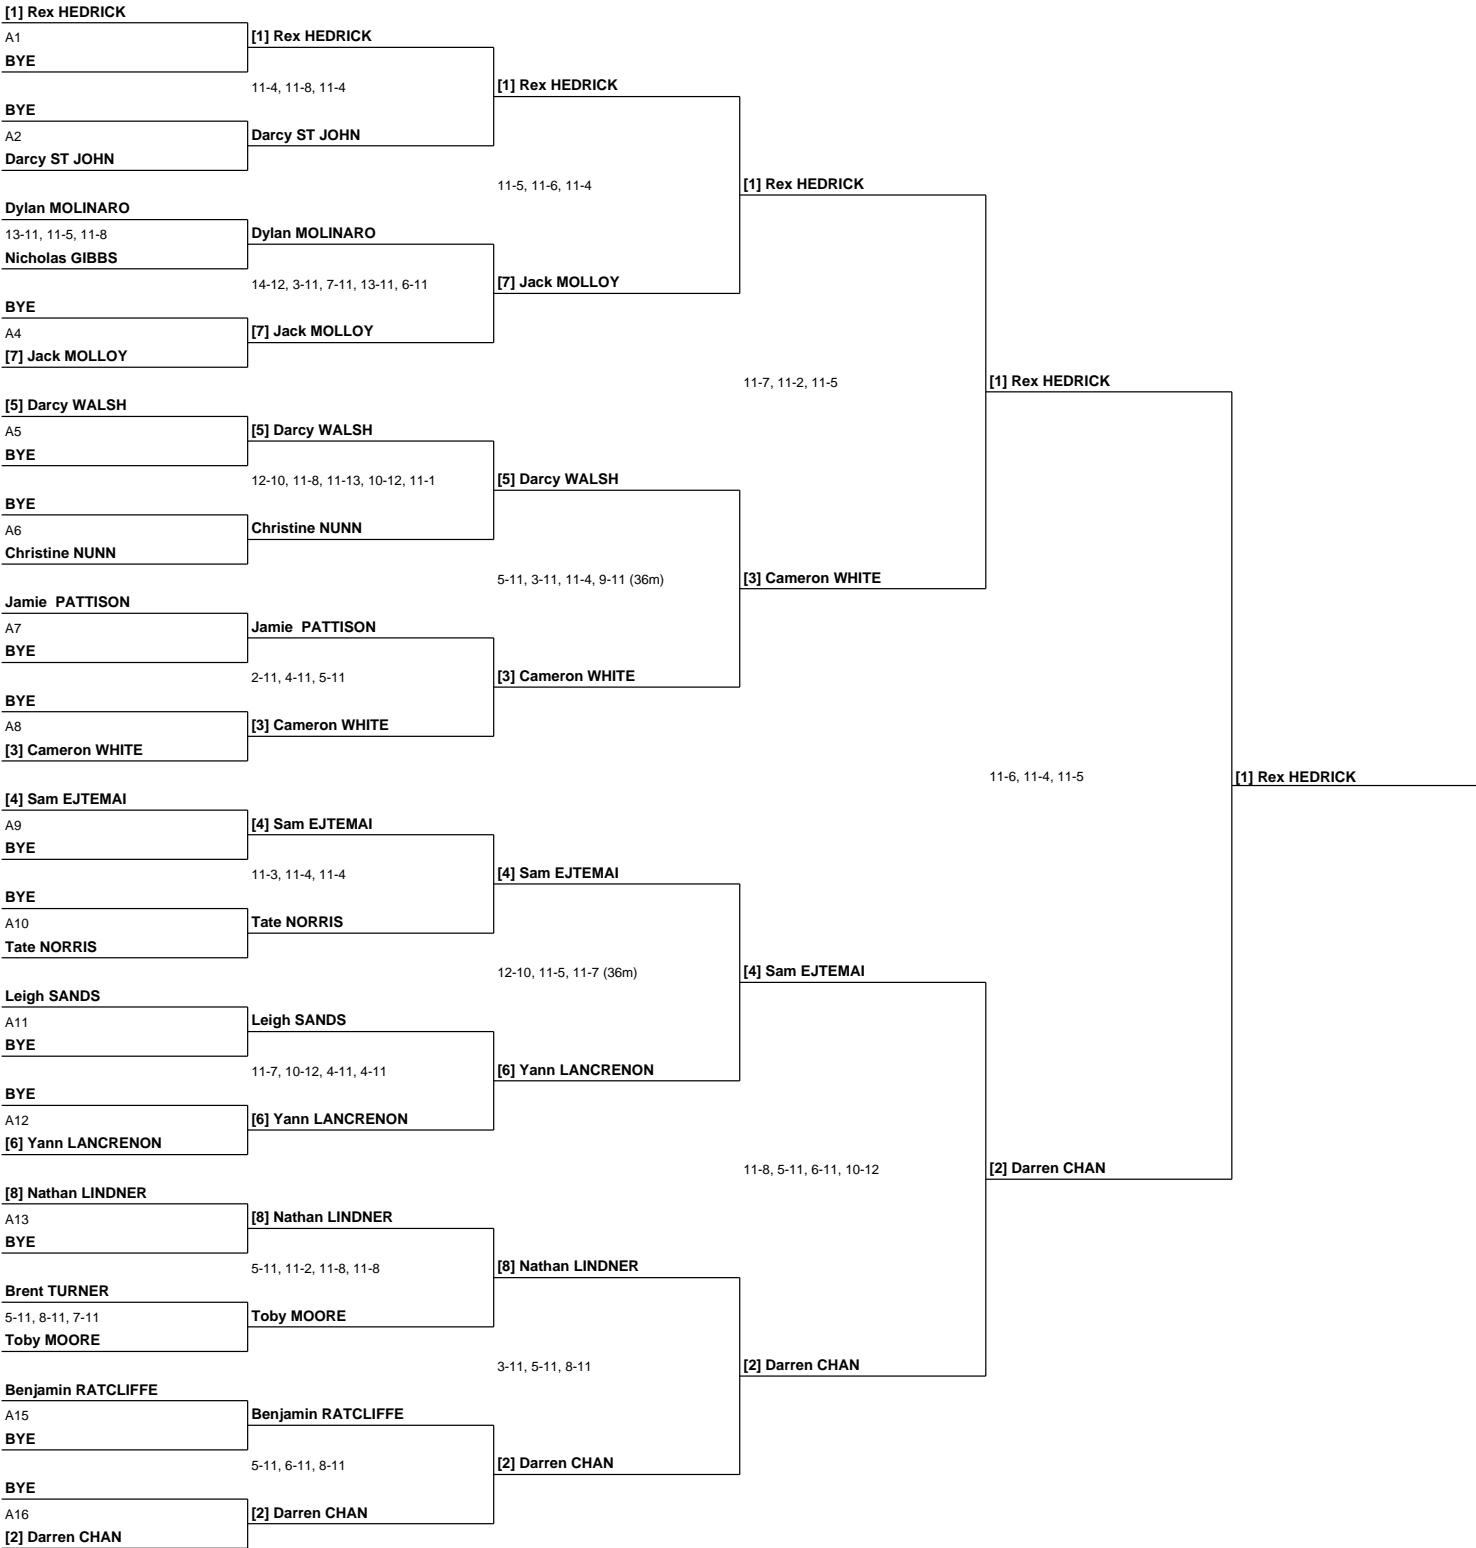 [1] Rex HEDRICK
A1
BYE
BYE
A2
Darcy ST JOHN
Dylan MOLINARO
13-11, 11-5, 11-8
Nicholas GIBBS
BYE
A4
[7] Jack MOLLOY
[5] Darcy WALSH
A5
BYE
BYE
A6
Christine NUNN
Jamie  PATTISON
A7
BYE
BYE
A8
[3] Cameron WHITE
[4] Sam EJTEMAI
A9
BYE
BYE
A10
Tate NORRIS
Leigh SANDS
A11
BYE
BYE
A12
[6] Yann LANCRENON
[8] Nathan LINDNER
A13
BYE
Brent TURNER
5-11, 8-11, 7-11
Toby MOORE
Benjamin RATCLIFFE
A15
BYE
BYE
A16
[2] Darren CHAN
[1] Rex HEDRICK
11-4, 11-8, 11-4
Darcy ST JOHN
Dylan MOLINARO
14-12, 3-11, 7-11, 13-11, 6-11
[7] Jack MOLLOY
[5] Darcy WALSH
12-10, 11-8, 11-13, 10-12, 11-1
Christine NUNN
Jamie  PATTISON
2-11, 4-11, 5-11
[3] Cameron WHITE
[4] Sam EJTEMAI
11-3, 11-4, 11-4
Tate NORRIS
Leigh SANDS
11-7, 10-12, 4-11, 4-11
[6] Yann LANCRENON
[8] Nathan LINDNER
5-11, 11-2, 11-8, 11-8
Toby MOORE
Benjamin RATCLIFFE
5-11, 6-11, 8-11
[2] Darren CHAN
[1] Rex HEDRICK
11-5, 11-6, 11-4
[7] Jack MOLLOY
[5] Darcy WALSH
5-11, 3-11, 11-4, 9-11 (36m)
[3] Cameron WHITE
[4] Sam EJTEMAI
12-10, 11-5, 11-7 (36m)
[6] Yann LANCRENON
[8] Nathan LINDNER
3-11, 5-11, 8-11
[2] Darren CHAN
[1] Rex HEDRICK
11-7, 11-2, 11-5
[3] Cameron WHITE
[4] Sam EJTEMAI
11-8, 5-11, 6-11, 10-12
[2] Darren CHAN
[1] Rex HEDRICK
11-6, 11-4, 11-5
[2] Darren CHAN
[1] Rex HEDRICK